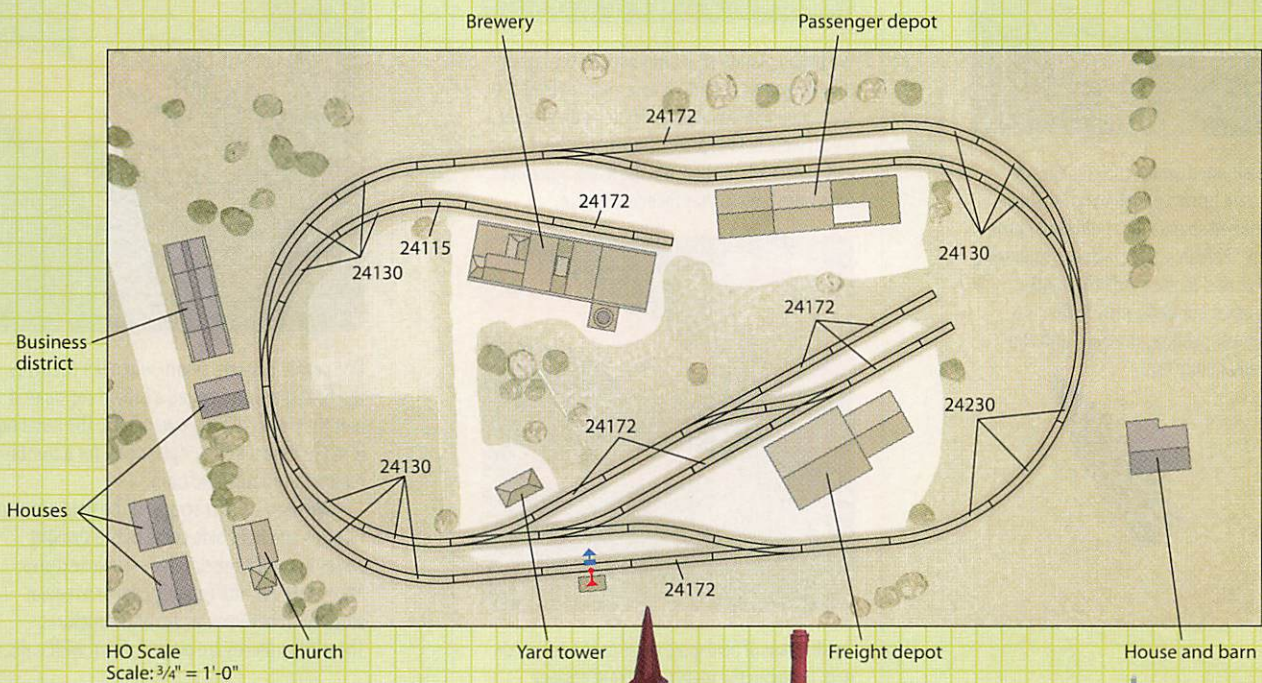 Brewery
Passenger depot
24172
24172
24115
24130
24130
24172
Business
district
24172
24230
24130
Houses
24172
HO Scale
Scale: 3/4" = 1'-0"
Church
Yard tower
Freight depot
House and barn